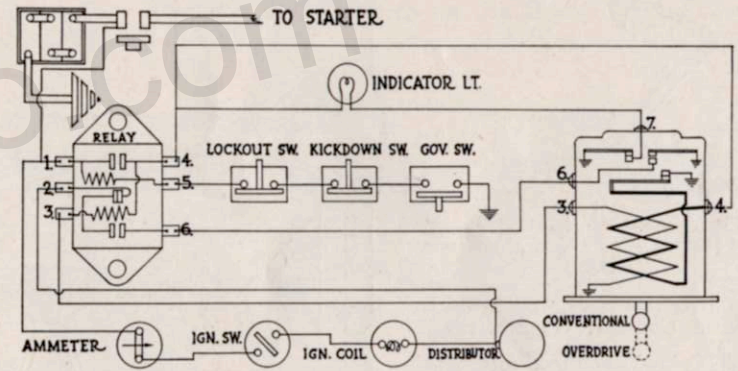 TO STARTER
INDICATOR LT.
RELAY
LOCKOUT SW. KICKDOWN SW. GOV. SW.
1.
2.
3.
4.
5.
6.
7.
6.
3.
4.
AMMETER
IGN. SW.
IGN. COIL
DISTRIBUTOR
CONVENTIONAL
OVERDRIVE
o.com